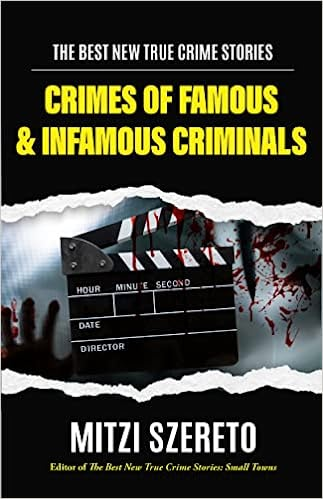 THE BEST NEW TRUE CRIME STORIES
CRIMES OF FAMOUS
& INFAMOUS CRIMINALS
HOUR MINUTE SECOND
DATE
DIRECTOR
MITZI SZERETO
Editor of The Best New True Crime Stories: Small Towns